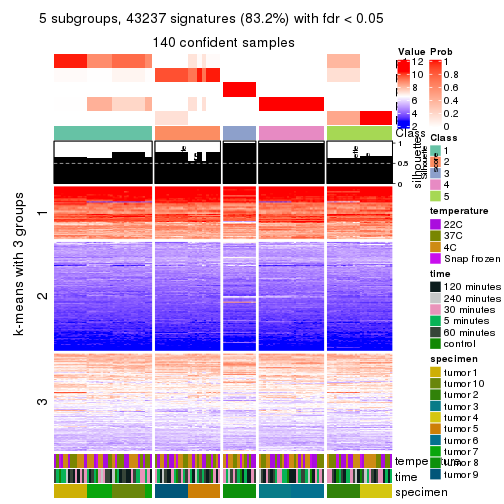 5 subgroups, 43237 signatures (83.2%) with fdr < 0.05
140 confident samples
Value
12
10
8
6
4
2
Prob
1
0.8
0.6
0.4
0.2
0
Class
silhouette
1
0.5
0
Class
1
2
3
4
5
temperature
22C
37C
4C
Snap frozen
time
120 minutes
240 minutes
30 minutes
5 minutes
60 minutes
control
specimen
tumor 1
tumor 10
tumor 2
tumor 3
tumor 4
tumor 5
tumor 6
tumor 7
tumor 8
tumor 9
k-means with 3 groups
1
2
3
temperature
time
specimen